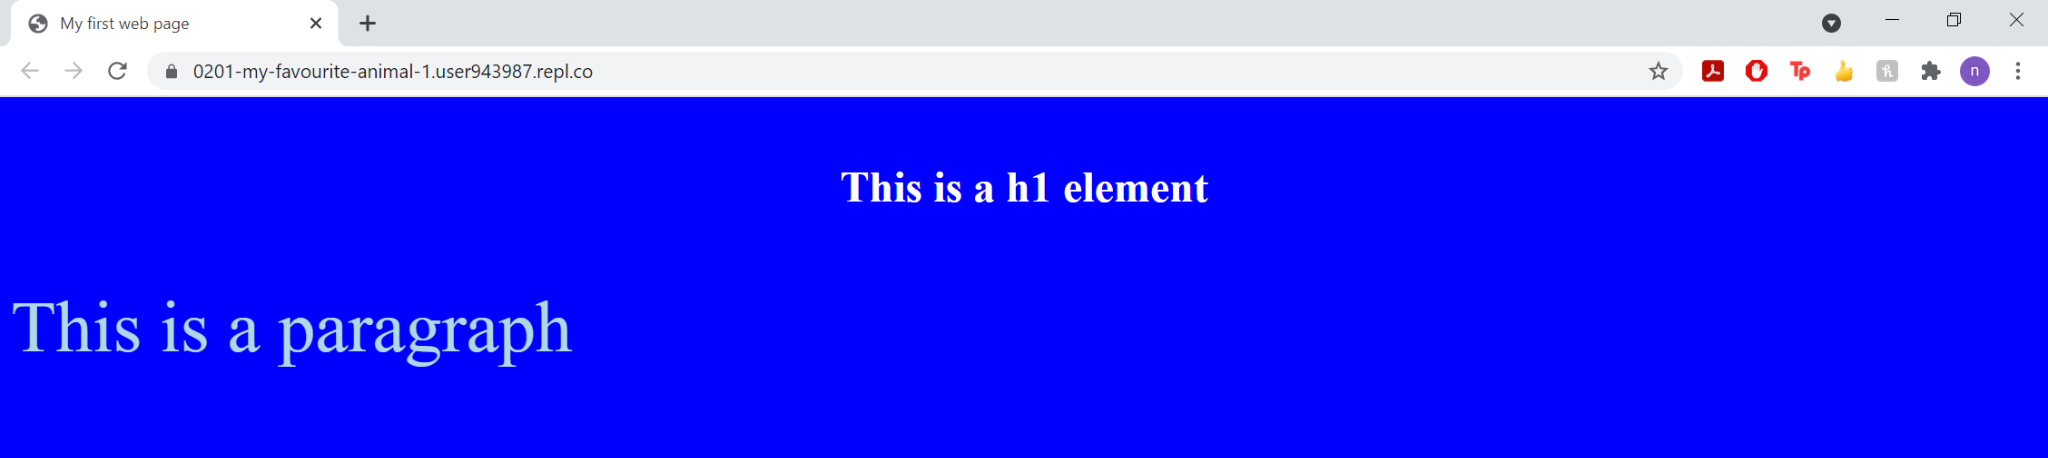 My first web page
0201-my-favourite-animal-1.user943987.repl.co
Tp
n
This is a h1 element
This is a paragraph